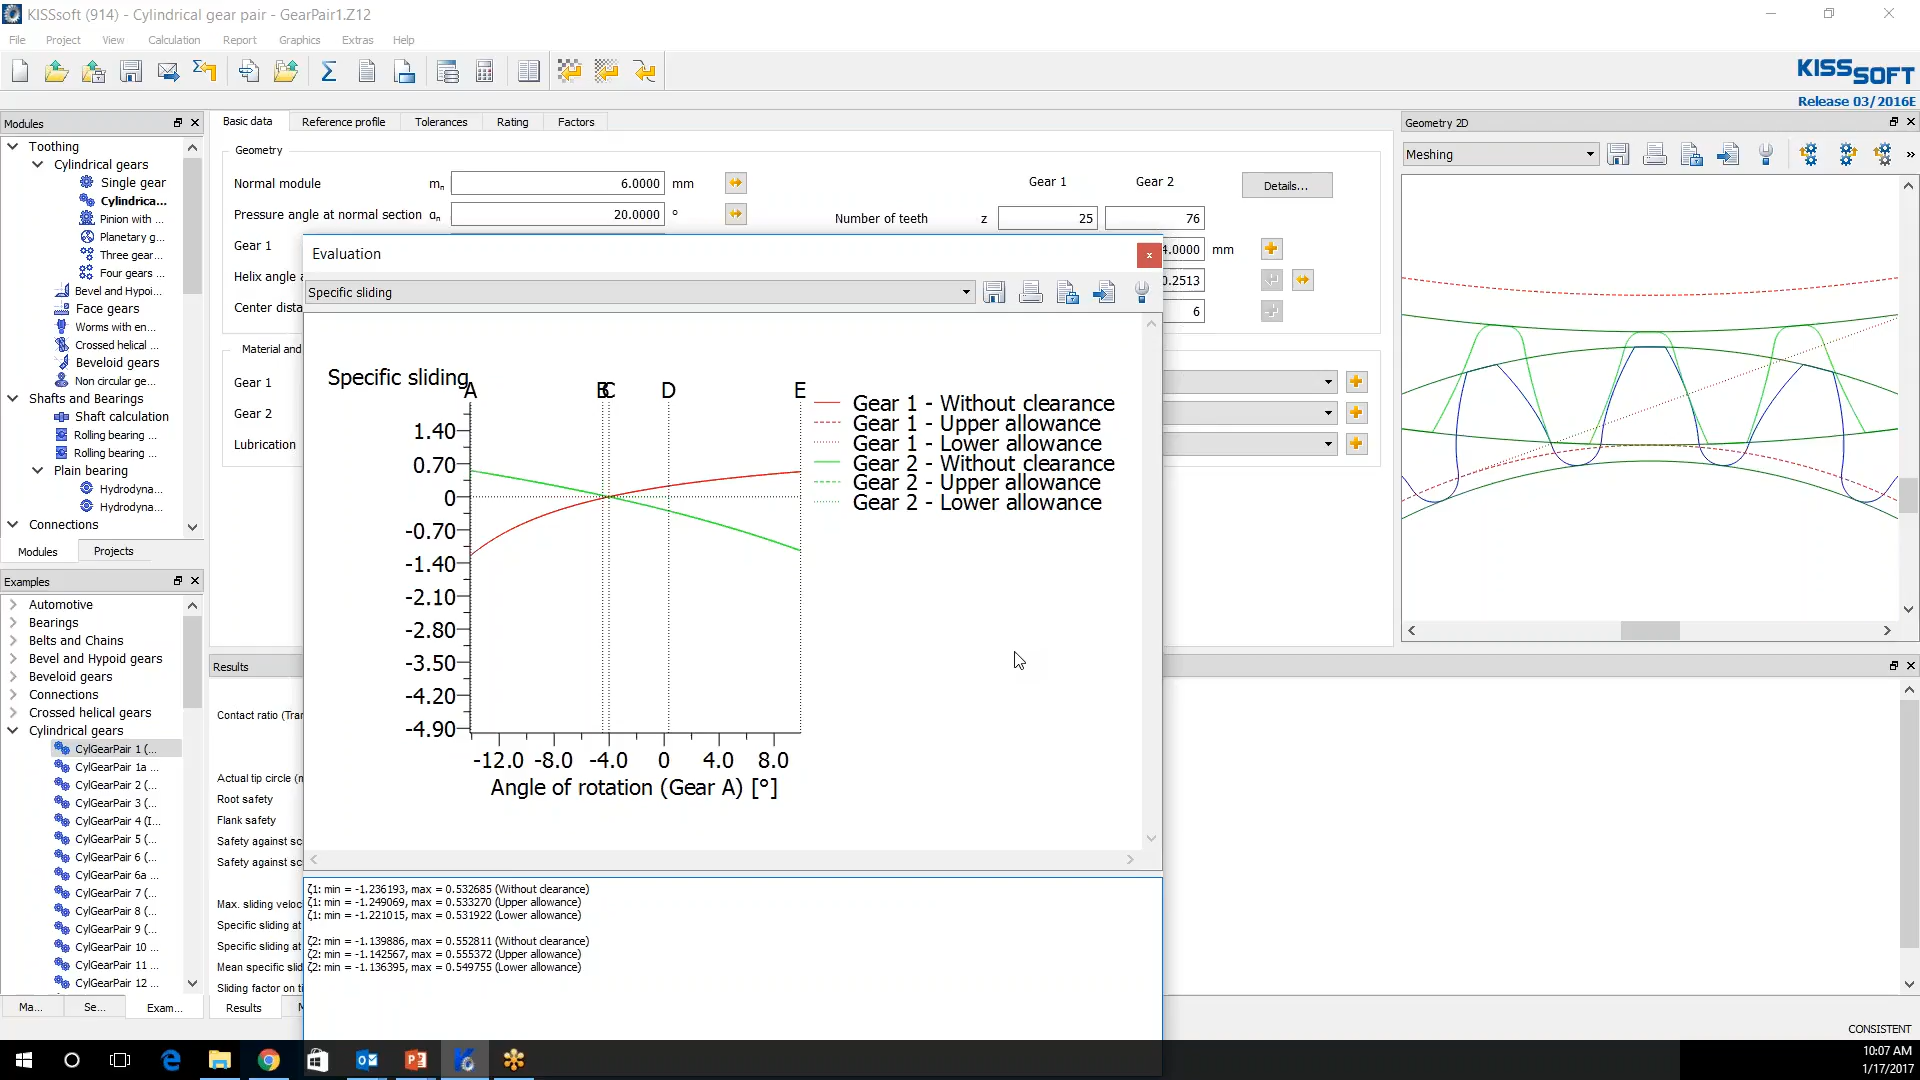 KISSsoft (914) - Cylindrical gear pair - GearPair1.Z12
File Project View Calculation Report Graphics Extras Help
KISSSOFT
Release 03/2016E
Modules
Toothing
Cylindrical gears
Single gear
Cylindrica...
Pinion with ...
Planetary g...
Three gear...
Four gears ...
Bevel and Hypoi...
Face gears
Worms with en...
Crossed helical ...
Beveloid gears
Non circular ge...
Shafts and Bearings
Shaft calculation
Rolling bearing ...
Rolling bearing ...
Plain bearing
Hydrodyna...
Hydrodyna...
Connections
Modules Projects
Examples
Automotive
Bearings
Belts and Chains
Bevel and Hypoid gears
Beveloid gears
Connections
Crossed helical gears
Cylindrical gears
CylGearPair 1 (...
CylGearPair 1a ...
CylGearPair 2 (...
CylGearPair 3 (...
CylGearPair 4 (I...
CylGearPair 5 (...
CylGearPair 6 (...
CylGearPair 6a ...
CylGearPair 7 (...
CylGearPair 8 (...
CylGearPair 9 (...
CylGearPair 10 ...
CylGearPair 11 ...
CylGearPair 12 ...
Ma... Se... Exam...
Basic data Reference profile Tolerances Rating Factors
Geometry
Normal module mn 6.0000 mm
Pressure angle at normal section αn 20.0000 °
Gear 1
Helix angle a
Center dista
Gear 1 Gear 2 Details...
Number of teeth z 25 76
4.0000 mm
0.2513
6
Material and
Gear 1
Gear 2
Lubrication
Evaluation
x
Specific sliding
Specific sliding
A B C D E
1.40
0.70
0
-0.70
-1.40
-2.10
-2.80
-3.50
-4.20
-4.90
-12.0 -8.0 -4.0 0 4.0 8.0
Angle of rotation (Gear A) [°]
Gear 1 - Without clearance
Gear 1 - Upper allowance
Gear 1 - Lower allowance
Gear 2 - Without clearance
Gear 2 - Upper allowance
Gear 2 - Lower allowance
ζ1: min = -1.236193, max = 0.532685 (Without clearance)
ζ1: min = -1.249069, max = 0.533270 (Upper allowance)
ζ1: min = -1.221015, max = 0.531922 (Lower allowance)
ζ2: min = -1.139886, max = 0.552811 (Without clearance)
ζ2: min = -1.142567, max = 0.555372 (Upper allowance)
ζ2: min = -1.136395, max = 0.549755 (Lower allowance)
Results
Contact ratio (Tran
Actual tip circle (m
Root safety
Flank safety
Safety against sc
Safety against sc
Max. sliding veloc
Specific sliding at
Specific sliding at
Mean specific slid
Sliding factor on ti
Results
Geometry 2D
Meshing
»
CONSISTENT
10:07 AM
1/17/2017